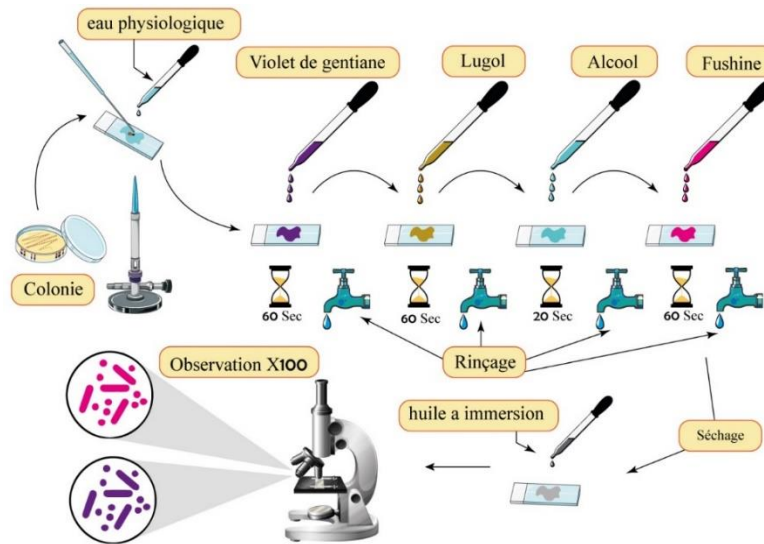 eau physiologique
Violet de gentiane
Lugol
Alcool
Fushine
Colonie
60 Sec
60 Sec
20 Sec
60 Sec
Rinçage
Observation X100
huile a immersion
Séchage